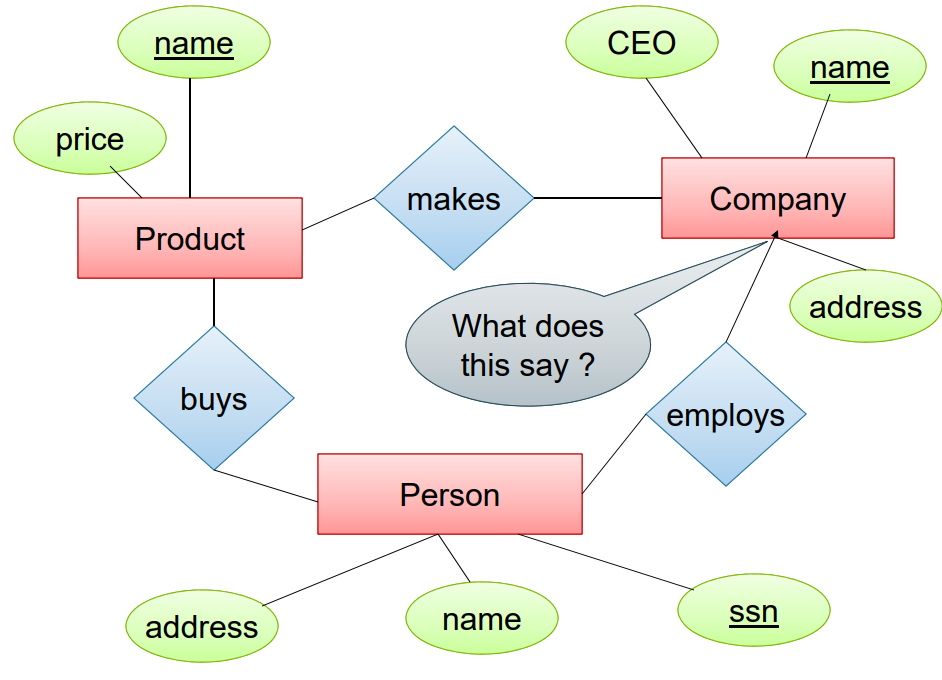 name
CEO
name
price
makes
Company
Product
address
What does
this say ?
buys
employs
Person
address
name
ssn